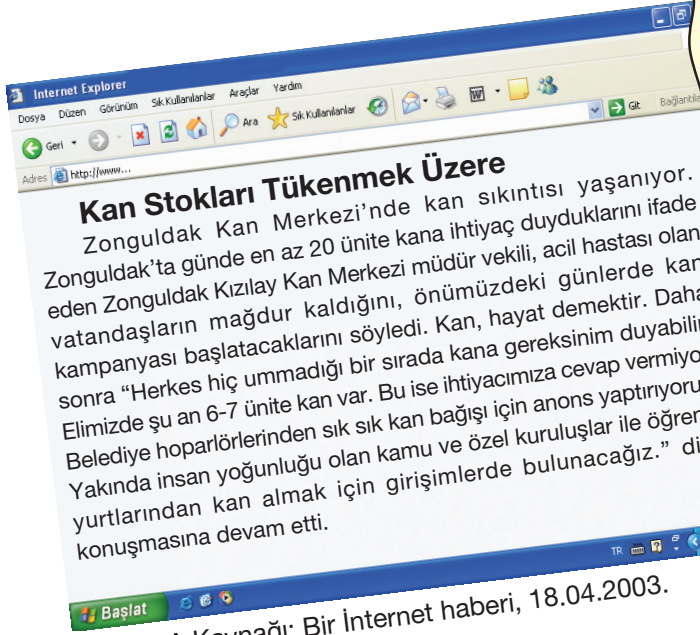 Internet Explorer
Dosya Düzen Görünüm Sık Kullanılanlar Araçlar Yardım
Geri Ara Sık Kullanılanlar
Adres http://www... Git
Kan Stokları Tükenmek Üzere
Zonguldak Kan Merkezi’nde kan sıkıntısı yaşanıyor.
Zonguldak’ta günde en az 20 ünite kana ihtiyaç duyduklarını ifade
eden Zonguldak Kızılay Kan Merkezi müdür vekili, acil hastası olan
vatandaşların mağdur kaldığını, önümüzdeki günlerde kan
kampanyası başlatacaklarını söyledi. Kan, hayat demektir. Daha
sonra “Herkes hiç ummadığı bir sırada kana gereksinim duyabilir
Elimizde şu an 6-7 ünite kan var. Bu ise ihtiyacımıza cevap vermiyo
Belediye hoparlörlerinden sık sık kan bağışı için anons yaptırıyoru
Yakında insan yoğunluğu olan kamu ve özel kuruluşlar ile öğren
yurtlarından kan almak için girişimlerde bulunacağız.” di
konuşmasına devam etti.
TR
Başlat
Kaynağı: Bir İnternet haberi, 18.04.2003.